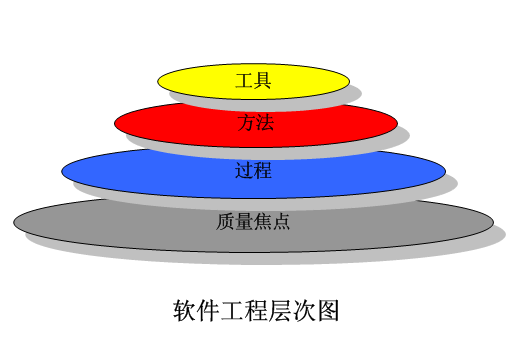 工具
方法
过程
质量焦点
软件工程层次图